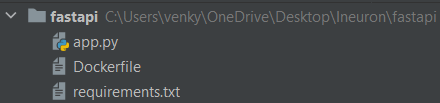 fastapi C:\Users\venky\OneDrive\Desktop\Ineuron\fastapi
app.py
Dockerfile
requirements.txt